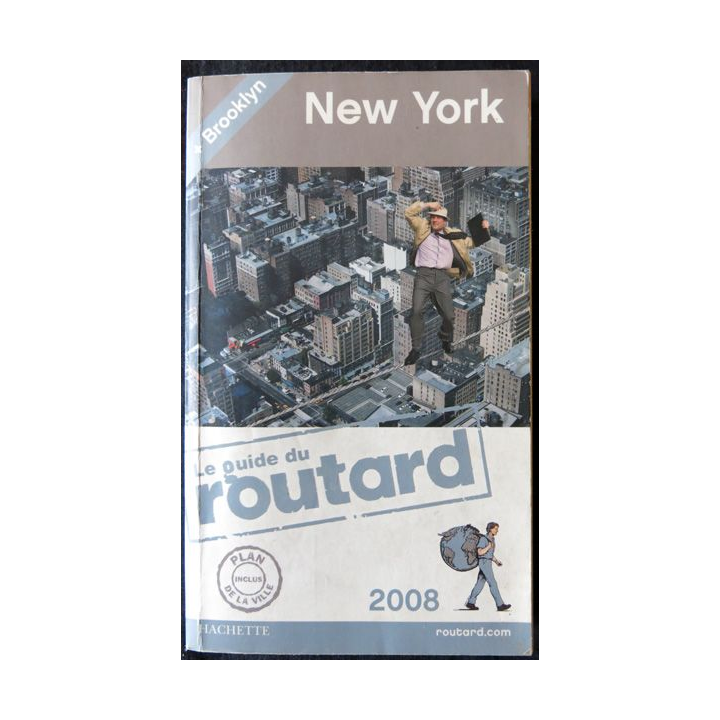 ★ Brooklyn
New York
Le guide du
routard
PLAN
INCLUS
DE LA VILLE
2008
HACHETTE
routard.com